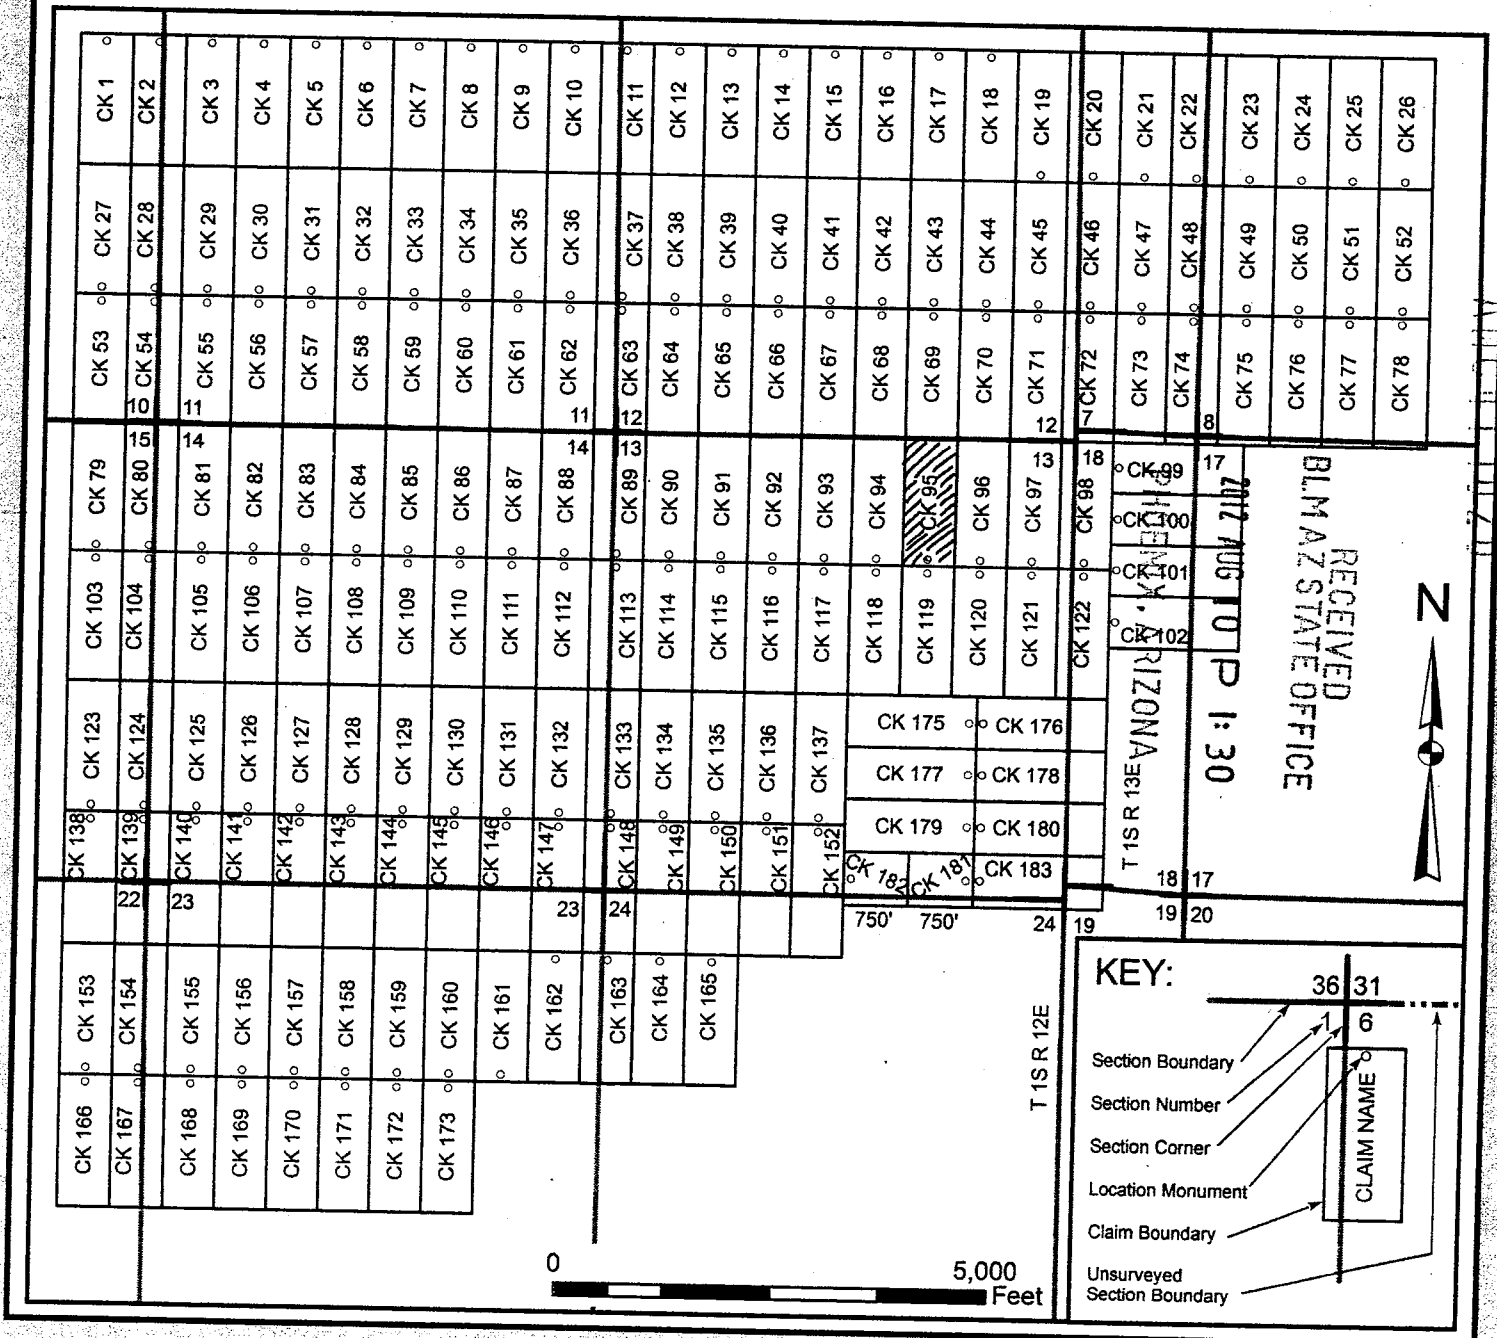 CK 1 CK 2 CK 3 CK 4 CK 5 CK 6 CK 7 CK 8 CK 9 CK 10 CK 11 CK 12 CK 13 CK 14 CK 15 CK 16 CK 17 CK 18 CK 19 CK 20 CK 21 CK 22 CK 23 CK 24 CK 25 CK 26
CK 27 CK 28 CK 29 CK 30 CK 31 CK 32 CK 33 CK 34 CK 35 CK 36 CK 37 CK 38 CK 39 CK 40 CK 41 CK 42 CK 43 CK 44 CK 45 CK 46 CK 47 CK 48 CK 49 CK 50 CK 51 CK 52
CK 53 CK 54 CK 55 CK 56 CK 57 CK 58 CK 59 CK 60 CK 61 CK 62 CK 63 CK 64 CK 65 CK 66 CK 67 CK 68 CK 69 CK 70 CK 71 CK 72 CK 73 CK 74 CK 75 CK 76 CK 77 CK 78
10 11 11 12 12 7 8
15 14 14 13 13 18 17
CK 79 CK 80 CK 81 CK 82 CK 83 CK 84 CK 85 CK 86 CK 87 CK 88 CK 89 CK 90 CK 91 CK 92 CK 93 CK 94 CK 95 CK 96 CK 97 CK 98
CK 99
CK 100
CK 101
CK 102
CK 103 CK 104 CK 105 CK 106 CK 107 CK 108 CK 109 CK 110 CK 111 CK 112 CK 113 CK 114 CK 115 CK 116 CK 117 CK 118 CK 119 CK 120 CK 121 CK 122
RECEIVED
BLM AZ STATE OFFICE
2012 AUG 10 P 1: 30
PHOENIX, ARIZONA
N
T 1S R 13E
CK 123 CK 124 CK 125 CK 126 CK 127 CK 128 CK 129 CK 130 CK 131 CK 132 CK 133 CK 134 CK 135 CK 136 CK 137
CK 175 CK 176
CK 177 CK 178
CK 179 CK 180
CK 182 CK 181 CK 183
CK 138 CK 139 CK 140 CK 141 CK 142 CK 143 CK 144 CK 145 CK 146 CK 147 CK 148 CK 149 CK 150 CK 151 CK 152
18 17
22 23 23 24 750' 750' 24 19 19 20
CK 153 CK 154 CK 155 CK 156 CK 157 CK 158 CK 159 CK 160 CK 161 CK 162 CK 163 CK 164 CK 165
T 1S R 12E
CK 166 CK 167 CK 168 CK 169 CK 170 CK 171 CK 172 CK 173
0 5,000
Feet
KEY:
36 31
1 6
Section Boundary
Section Number
Section Corner
Location Monument
Claim Boundary
Unsurveyed
Section Boundary
CLAIM NAME